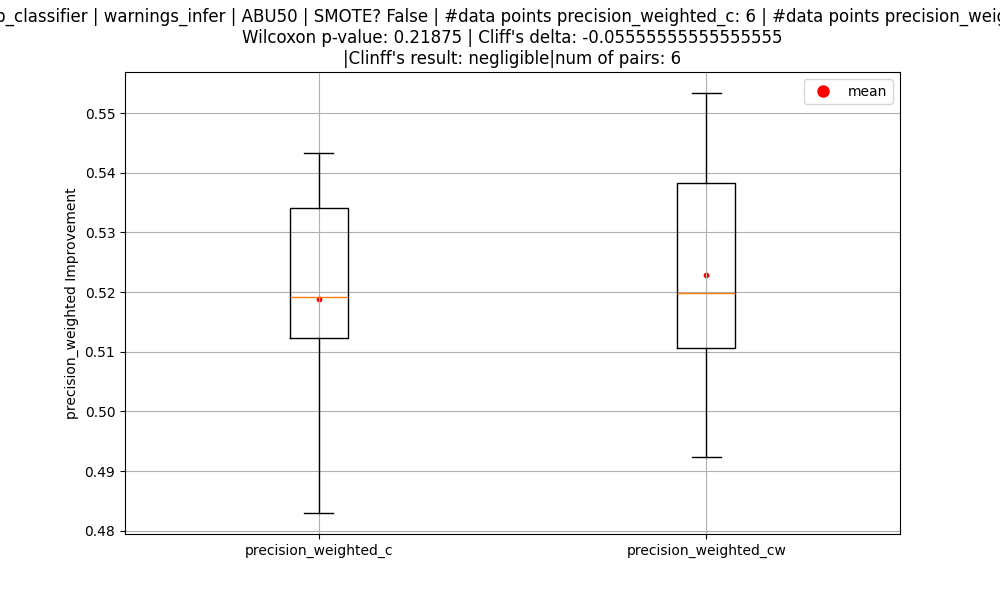 _classifier | warnings_infer | ABU50 | SMOTE? False | #data points precision_weighted_c: 6 | #data points
Wilcoxon p-value: 0.21875 | Cliff's delta: -0.05555555555555555
|Clinff's result: negligible|num of pairs: 6
mean
0.55
0.54
0.53
0.52
0.51
0.50
0.49
0.48
precision_weighted Improvement
precision_weighted_c
precision_weighted_cw